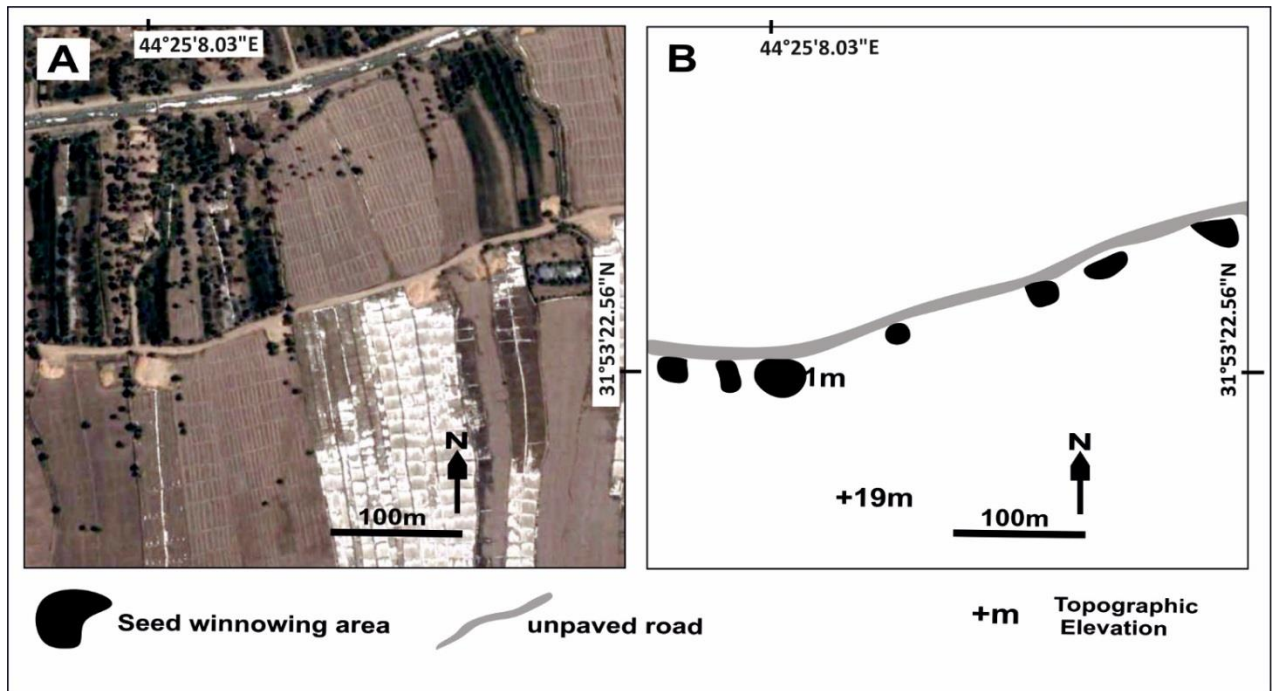 A
44°25'8.03"E
31°53'22.56"N
N
100m
B
44°25'8.03"E
31°53'22.56"N
1m
+19m
N
100m
Seed winnowing area
unpaved road
+m
Topographic
Elevation